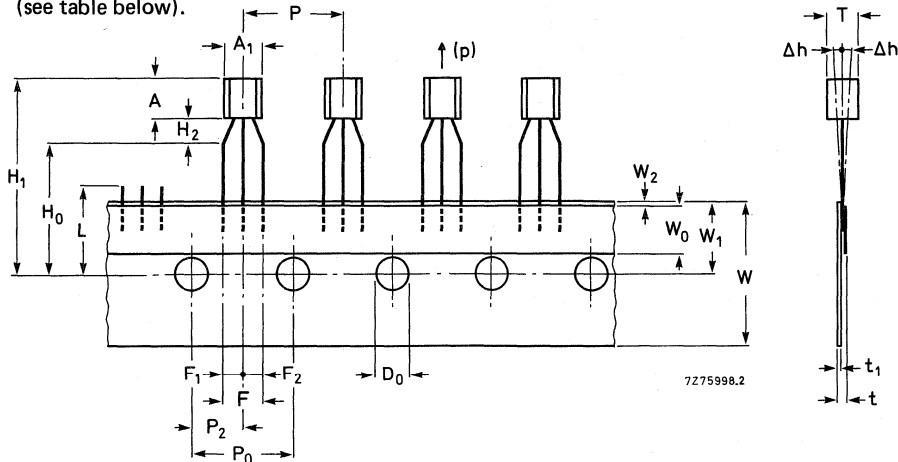 (see table below).
P
T
A₁
(p)
Δh
Δh
A
H₂
H₁
H₀
L
W₂
W₀
W₁
W
F₁
F₂
D₀
F
P₂
P₀
7Z75998.2
t₁
t